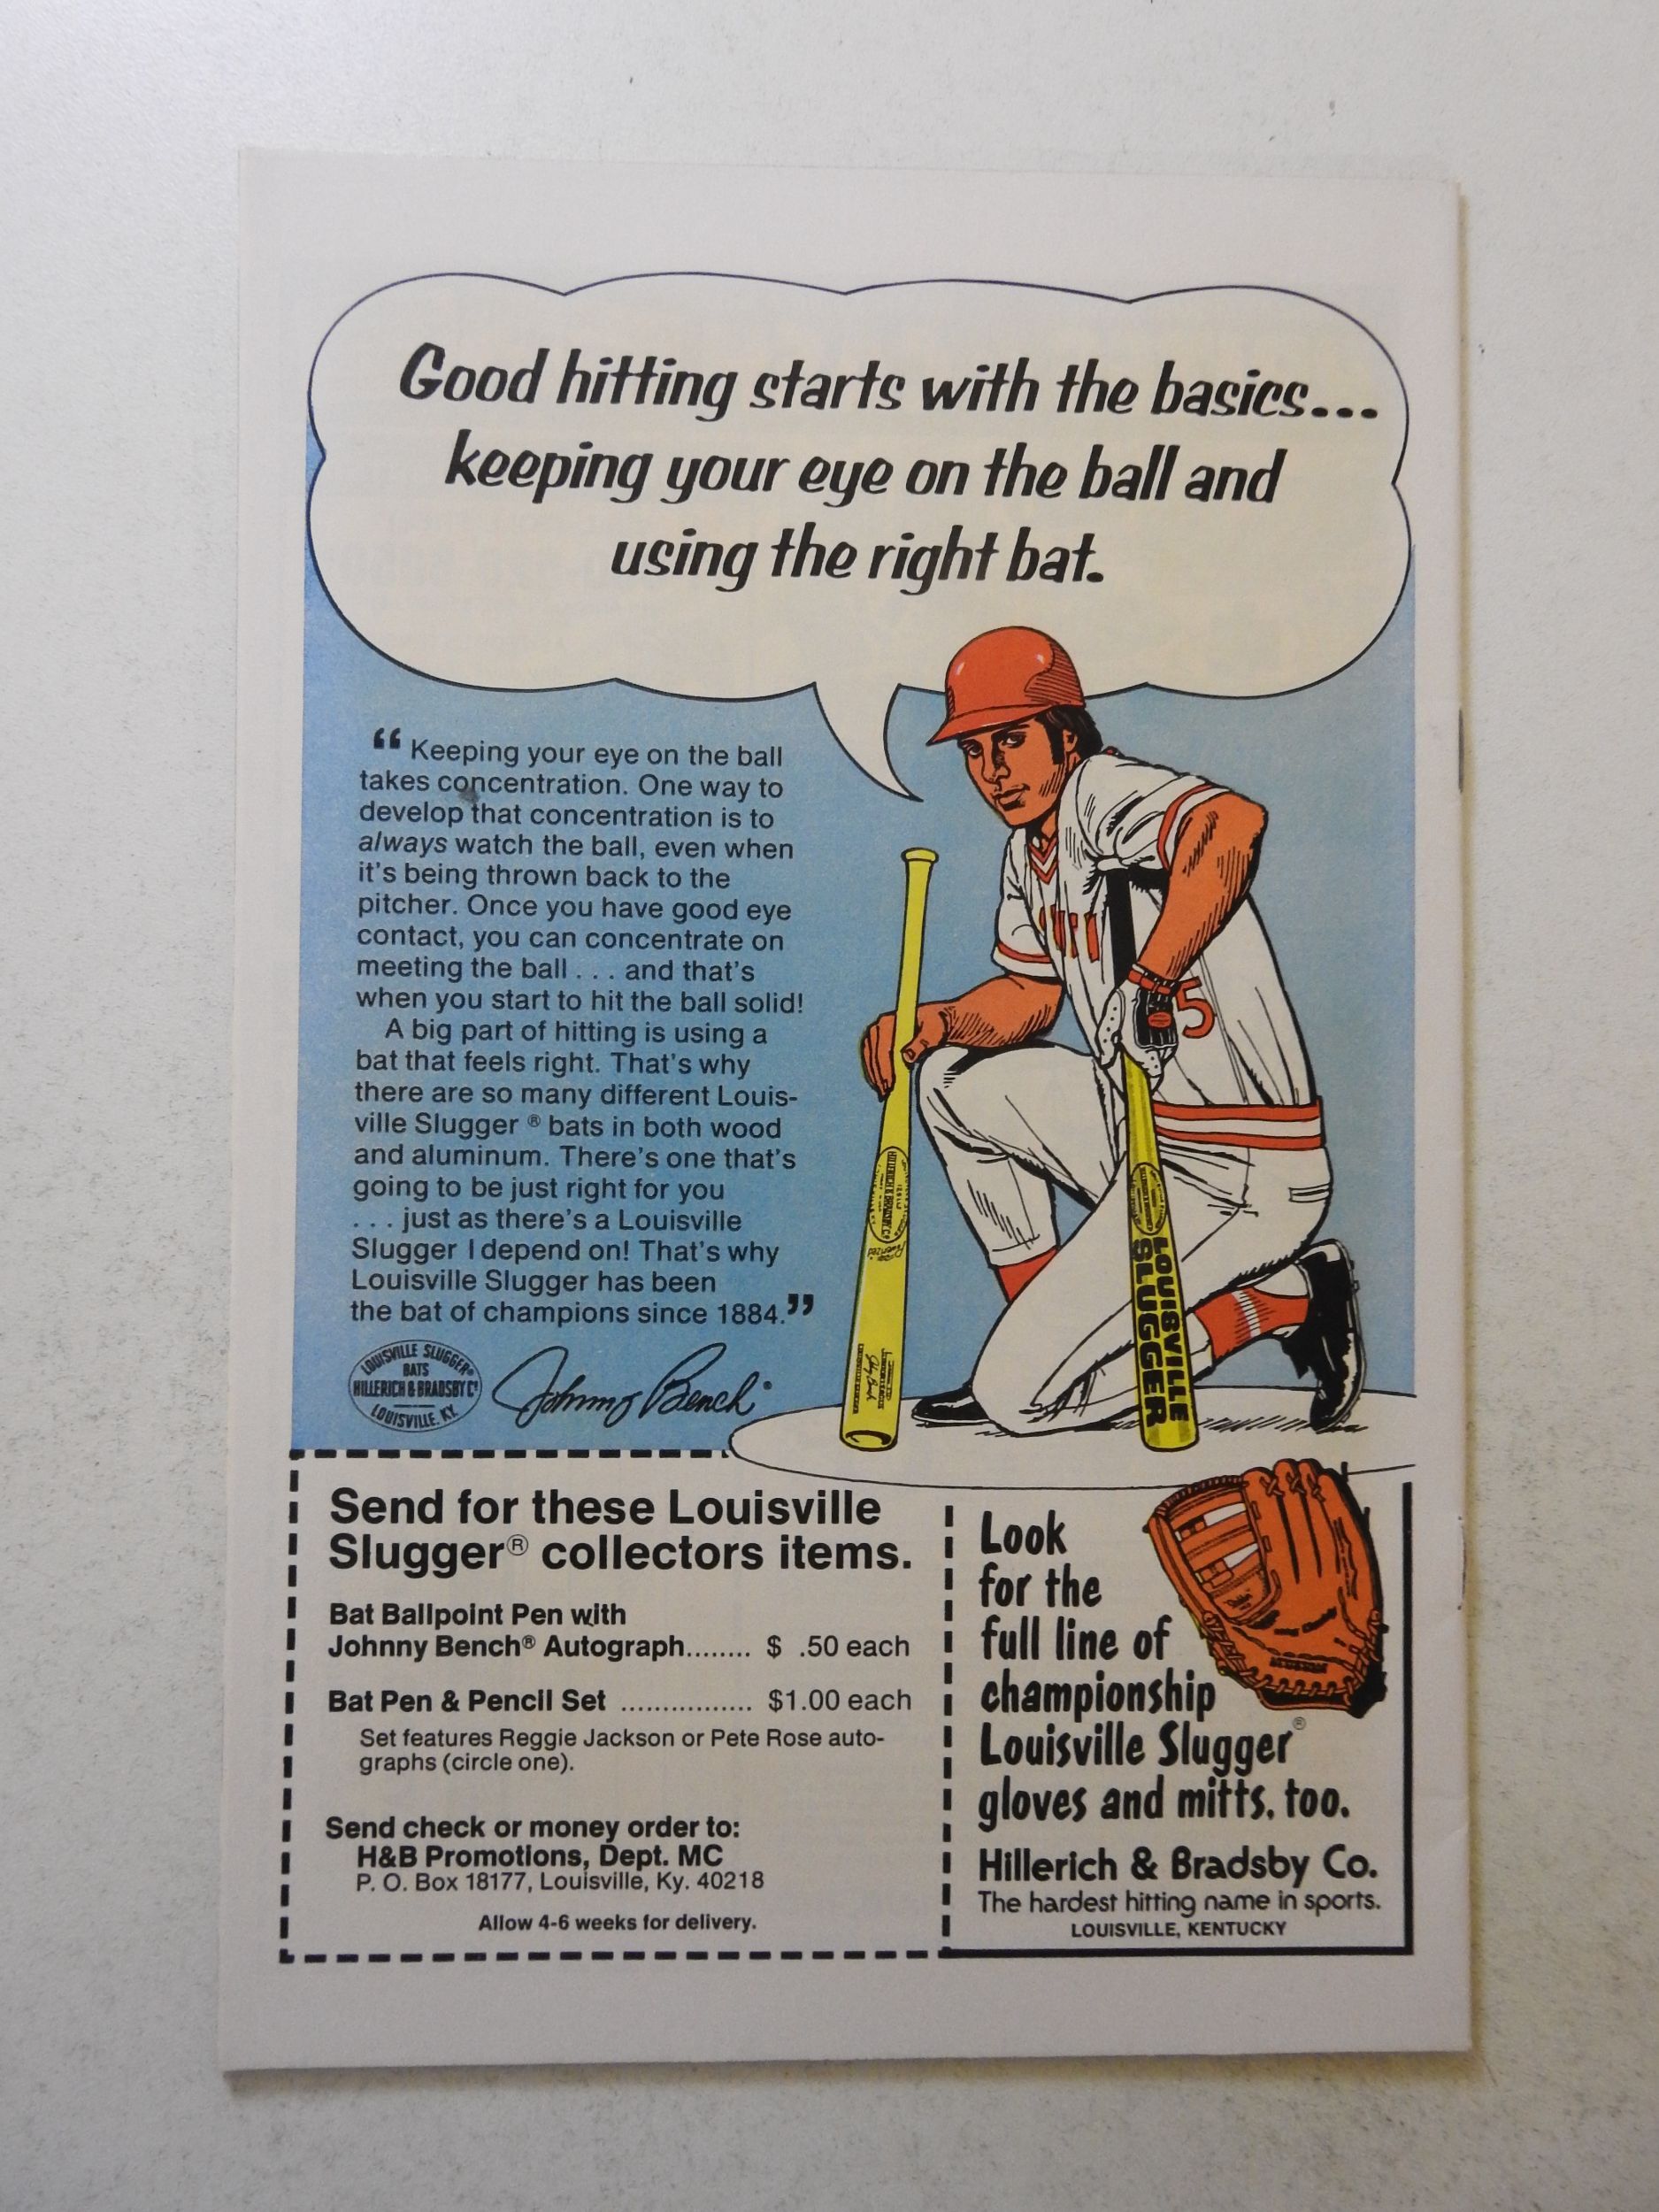 Good hitting starts with the basics...
keeping your eye on the ball and
using the right bat.
“Keeping your eye on the ball
takes concentration. One way to
develop that concentration is to
always watch the ball, even when
it's being thrown back to the
pitcher. Once you have good eye
contact, you can concentrate on
meeting the ball . . . and that's
when you start to hit the ball solid!
A big part of hitting is using a
bat that feels right. That's why
there are so many different Louis-
ville Slugger ® bats in both wood
and aluminum. There's one that's
going to be just right for you
. . . just as there's a Louisville
Slugger I depend on! That's why
Louisville Slugger has been
the bat of champions since 1884.”
LOUISVILLE SLUGGER®
BATS
HILLERICH & BRADSBY Cº
LOUISVILLE, KY.
Johnny Bench
5
LOUISVILLE
SLUGGER
Send for these Louisville
Slugger® collectors items.
Bat Ballpoint Pen with
Johnny Bench® Autograph........ $ .50 each
Bat Pen & Pencil Set ................ $1.00 each
Set features Reggie Jackson or Pete Rose auto-
graphs (circle one).
Send check or money order to:
H&B Promotions, Dept. MC
P. O. Box 18177, Louisville, Ky. 40218
Allow 4-6 weeks for delivery.
Look
for the
full line of
championship
Louisville Slugger®
gloves and mitts, too.
Hillerich & Bradsby Co.
The hardest hitting name in sports.
LOUISVILLE, KENTUCKY